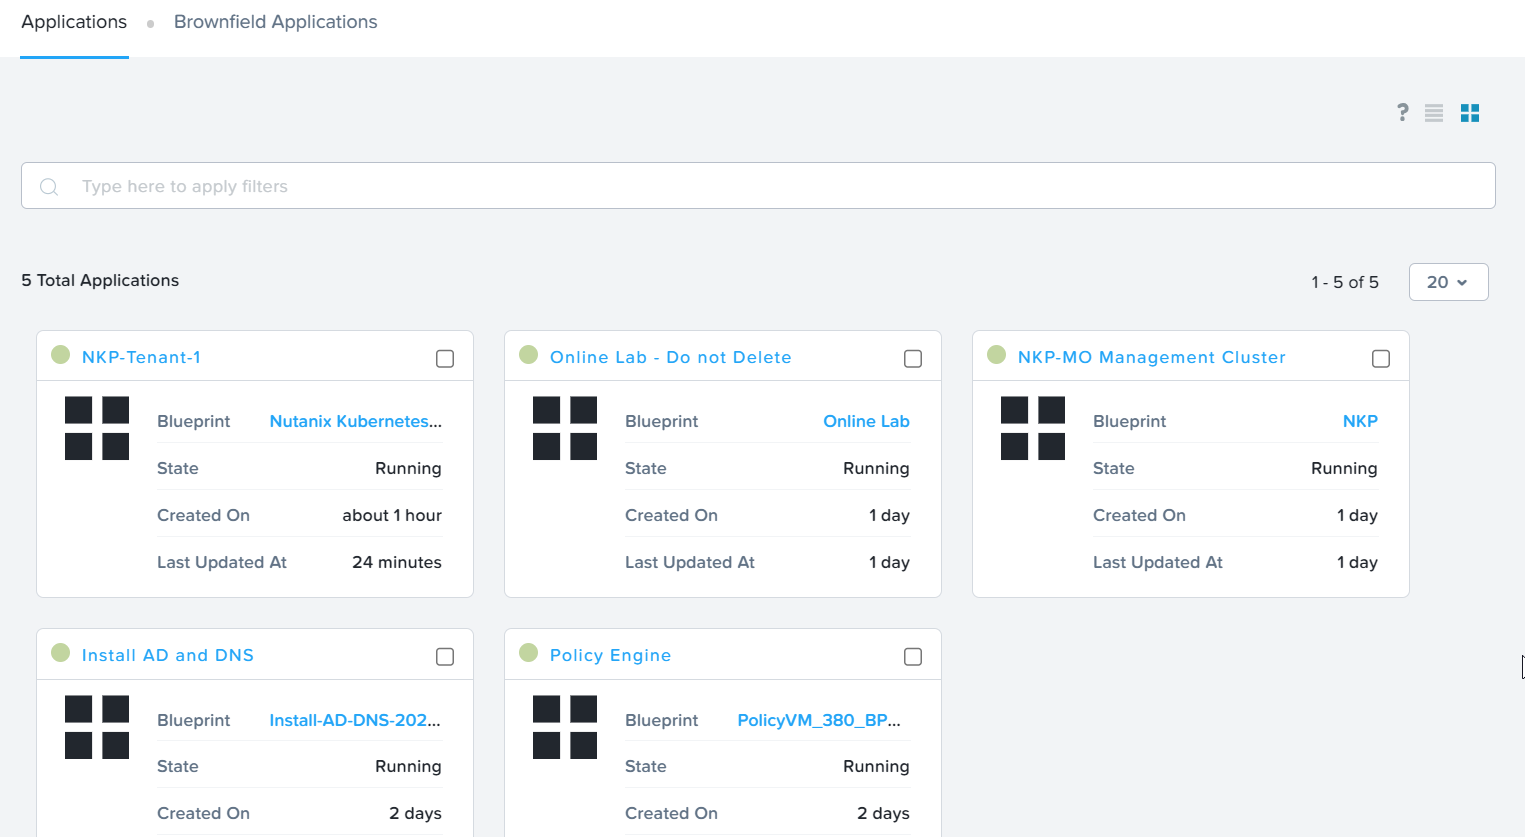 Applications • Brownfield Applications
?
Type here to apply filters
5 Total Applications
1 - 5 of 5 20
NKP-Tenant-1
Blueprint Nutanix Kubernetes...
State Running
Created On about 1 hour
Last Updated At 24 minutes
Online Lab - Do not Delete
Blueprint Online Lab
State Running
Created On 1 day
Last Updated At 1 day
NKP-MO Management Cluster
Blueprint NKP
State Running
Created On 1 day
Last Updated At 1 day
Install AD and DNS
Blueprint Install-AD-DNS-202...
State Running
Created On 2 days
Policy Engine
Blueprint PolicyVM_380_BP...
State Running
Created On 2 days